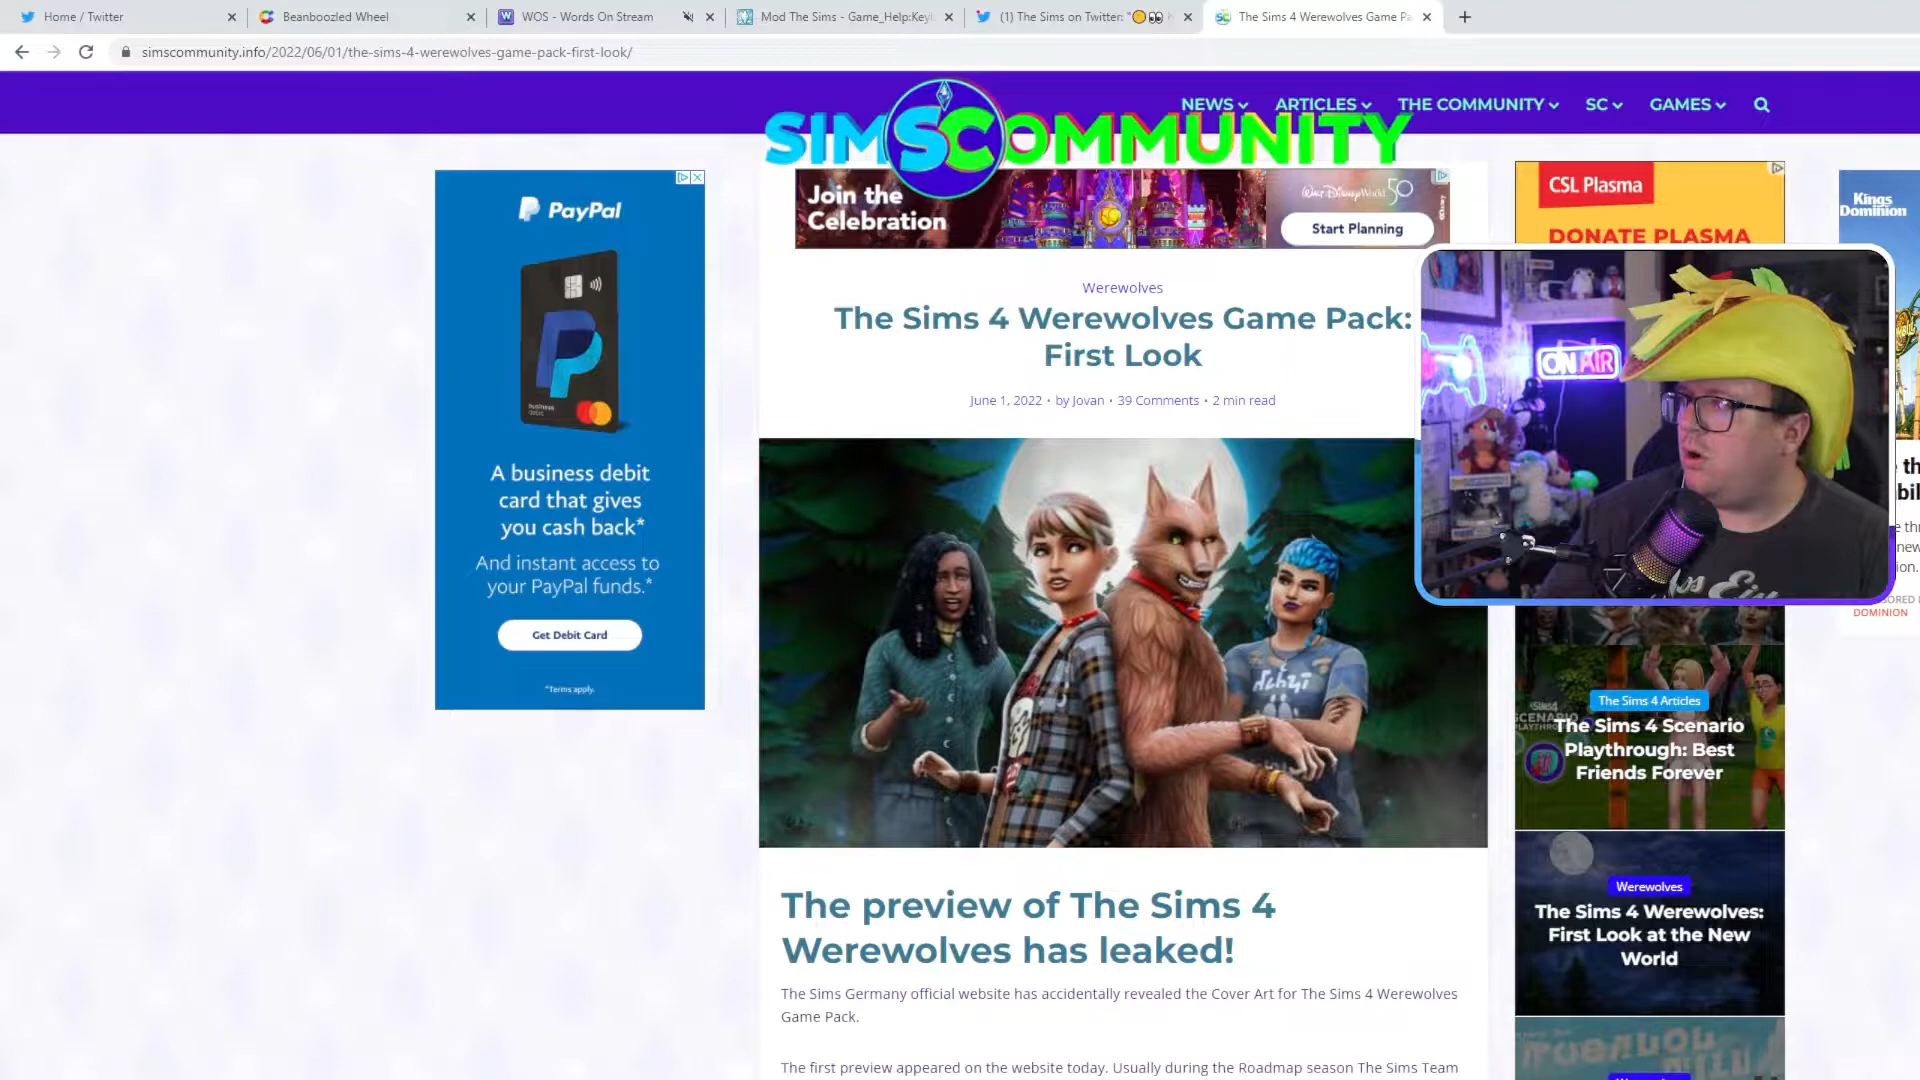 Home / Twitter
Beanboozled Wheel
WOS - Words On Stream
Mod The Sims - Game_Help:Key
(1) The Sims on Twitter: "
The Sims 4 Werewolves Game Pa
simscommunity.info/2022/06/01/the-sims-4-werewolves-game-pack-first-look/
NEWS
ARTICLES
THE COMMUNITY
SC
GAMES
SIMSCOMMUNITY
PayPal
business
debit
A business debit
card that gives
you cash back*
And instant access to
your PayPal funds.*
Get Debit Card
*Terms apply.
Join the
Celebration
Walt Disney World 50
Start Planning
©Disney
CSL Plasma
DONATE PLASMA
Kings
Dominion
Werewolves
The Sims 4 Werewolves Game Pack:
First Look
June 1, 2022 • by Jovan • 39 Comments • 2 min read
ON AIR
DOMINION
The Sims 4 Articles
The Sims 4 Scenario
Playthrough: Best
Friends Forever
Werewolves
The Sims 4 Werewolves:
First Look at the New
World
The preview of The Sims 4
Werewolves has leaked!
The Sims Germany official website has accidentally revealed the Cover Art for The Sims 4 Werewolves
Game Pack.
The first preview appeared on the website today. Usually during the Roadmap season The Sims Team